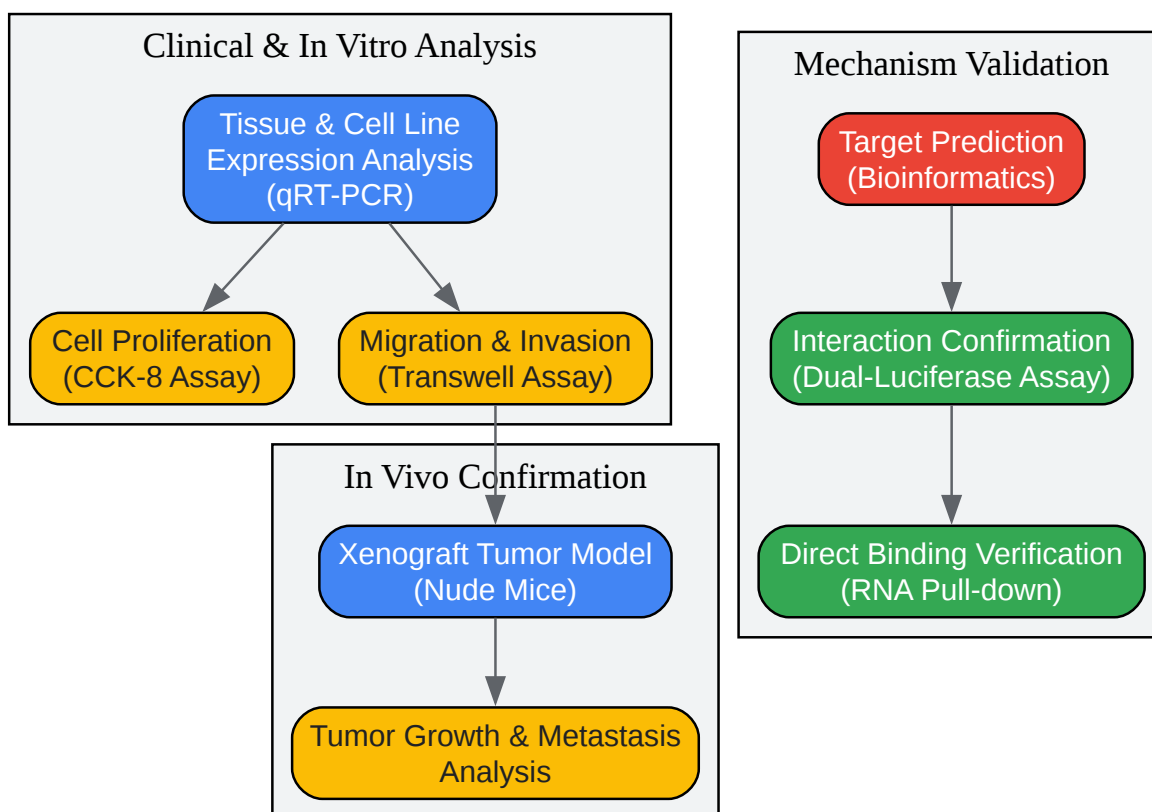 Clinical & In Vitro Analysis
Tissue & Cell Line
Expression Analysis
(qRT-PCR)
Cell Proliferation
(CCK-8 Assay)
Migration & Invasion
(Transwell Assay)
In Vivo Confirmation
Xenograft Tumor Model
(Nude Mice)
Tumor Growth & Metastasis
Analysis
Mechanism Validation
Target Prediction
(Bioinformatics)
Interaction Confirmation
(Dual-Luciferase Assay)
Direct Binding Verification
(RNA Pull-down)